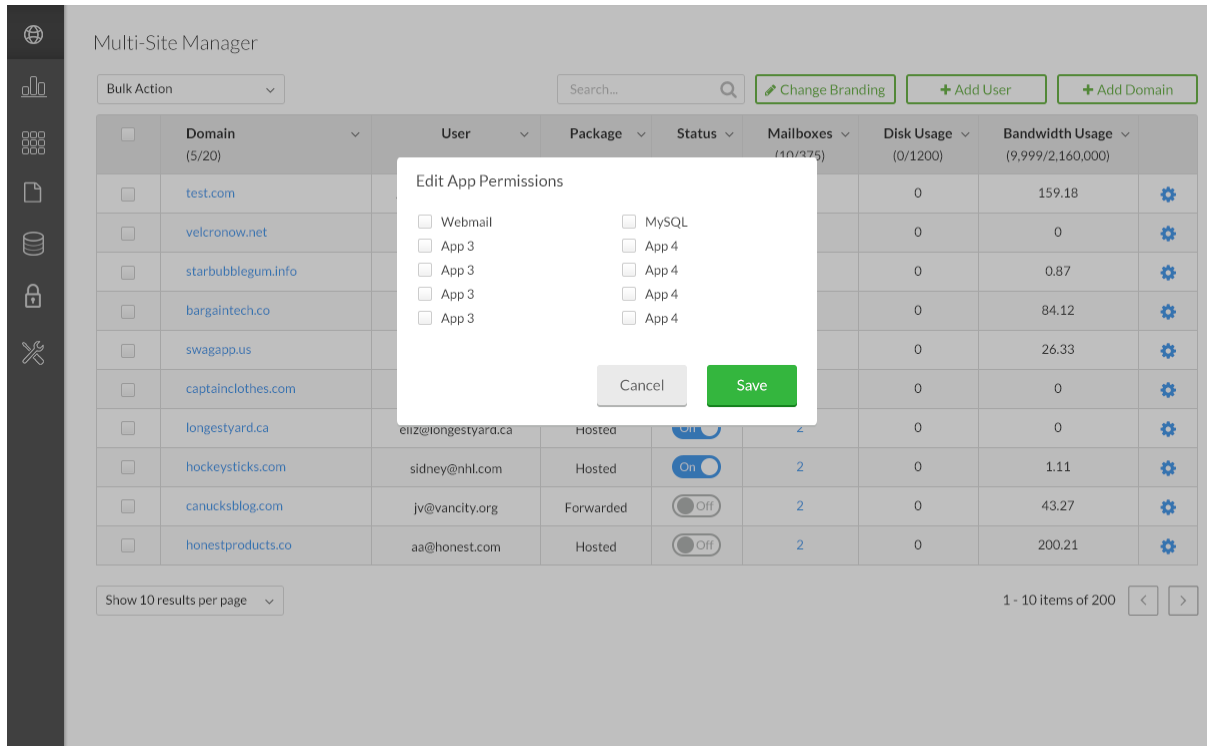 Multi-Site Manager
Bulk Action
Search...
Change Branding
+ Add User
+ Add Domain
Domain User Package Status Mailboxes Disk Usage Bandwidth Usage
(5/20) (10/375) (0/1200) (9,999/2,160,000)
Edit App Permissions
Webmail MySQL
App 3 App 4
App 3 App 4
App 3 App 4
App 3 App 4
Cancel Save
test.com 0 159.18
velcronow.net 0 0
starbubblegum.info 0 0.87
bargaintech.co 0 84.12
swagapp.us 0 26.33
captainclothes.com 0 0
longestyard.ca eliz@longestyard.ca Hosted On 2 0 0
hockeysticks.com sidney@nhl.com Hosted On 2 0 1.11
canucksblog.com jv@vancity.org Forwarded Off 2 0 43.27
honestproducts.co aa@honest.com Hosted Off 2 0 200.21
Show 10 results per page
1 - 10 items of 200